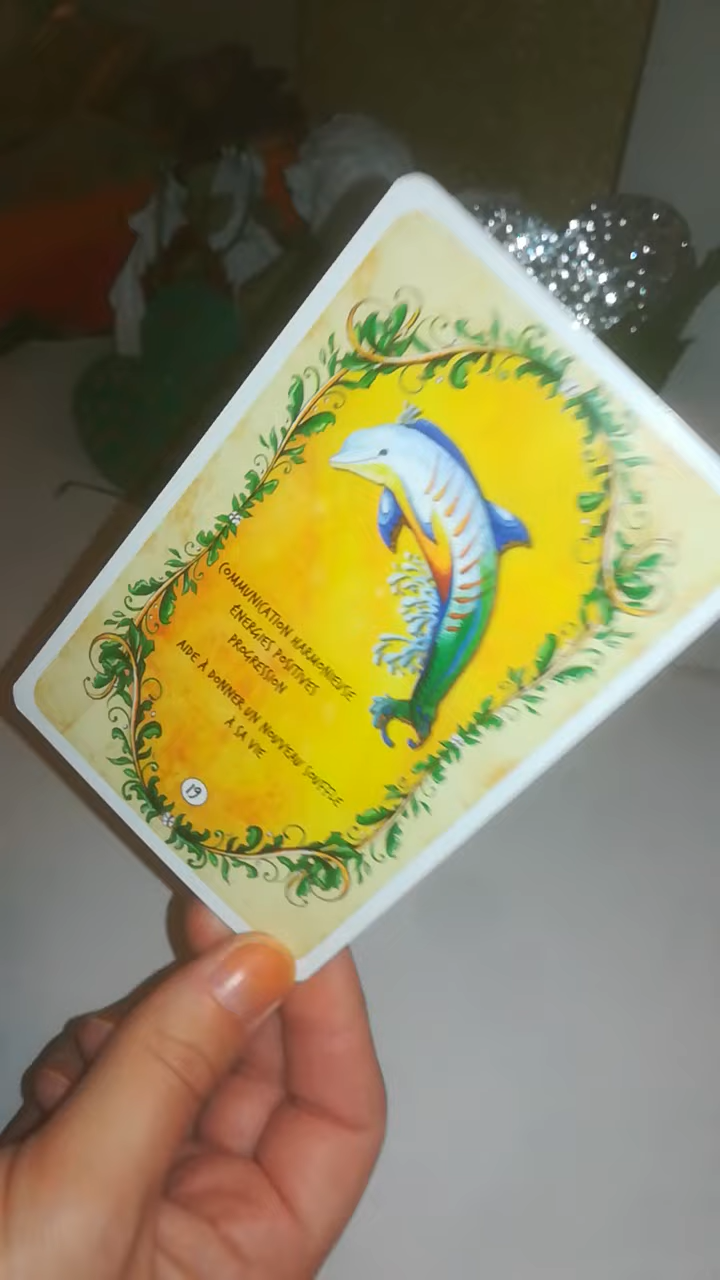 COMMUNICATION HARMONIEUSE
ÉNERGIES POSITIVES
PROGRESSION
AIDE À DONNER UN NOUVEAU SOUFFLE
À SA VIE
19